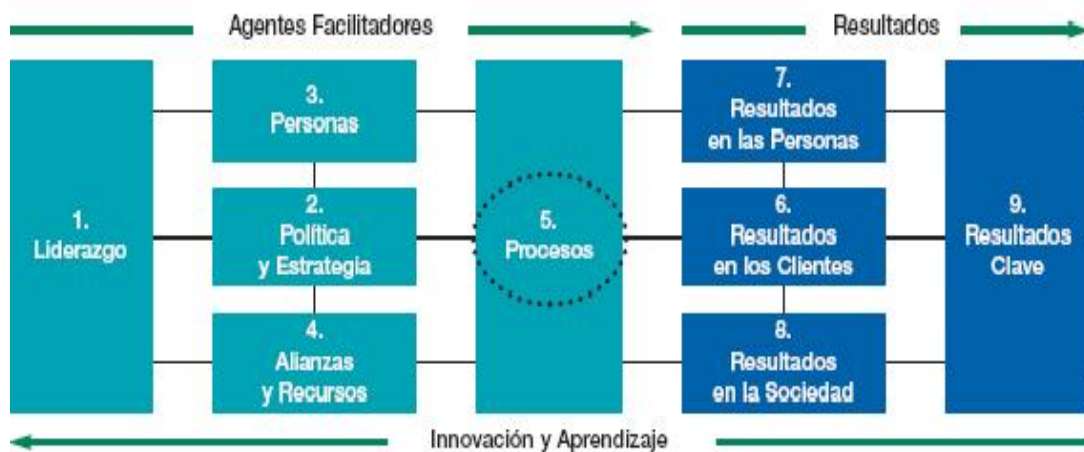 Agentes Facilitadores
Resultados
1.
Liderazgo
3.
Personas
2.
Política
y Estrategia
4.
Alianzas
y Recursos
5.
Procesos
7.
Resultados
en las Personas
6.
Resultados
en los Clientes
8.
Resultados
en la Sociedad
9.
Resultados
Clave
Innovación y Aprendizaje